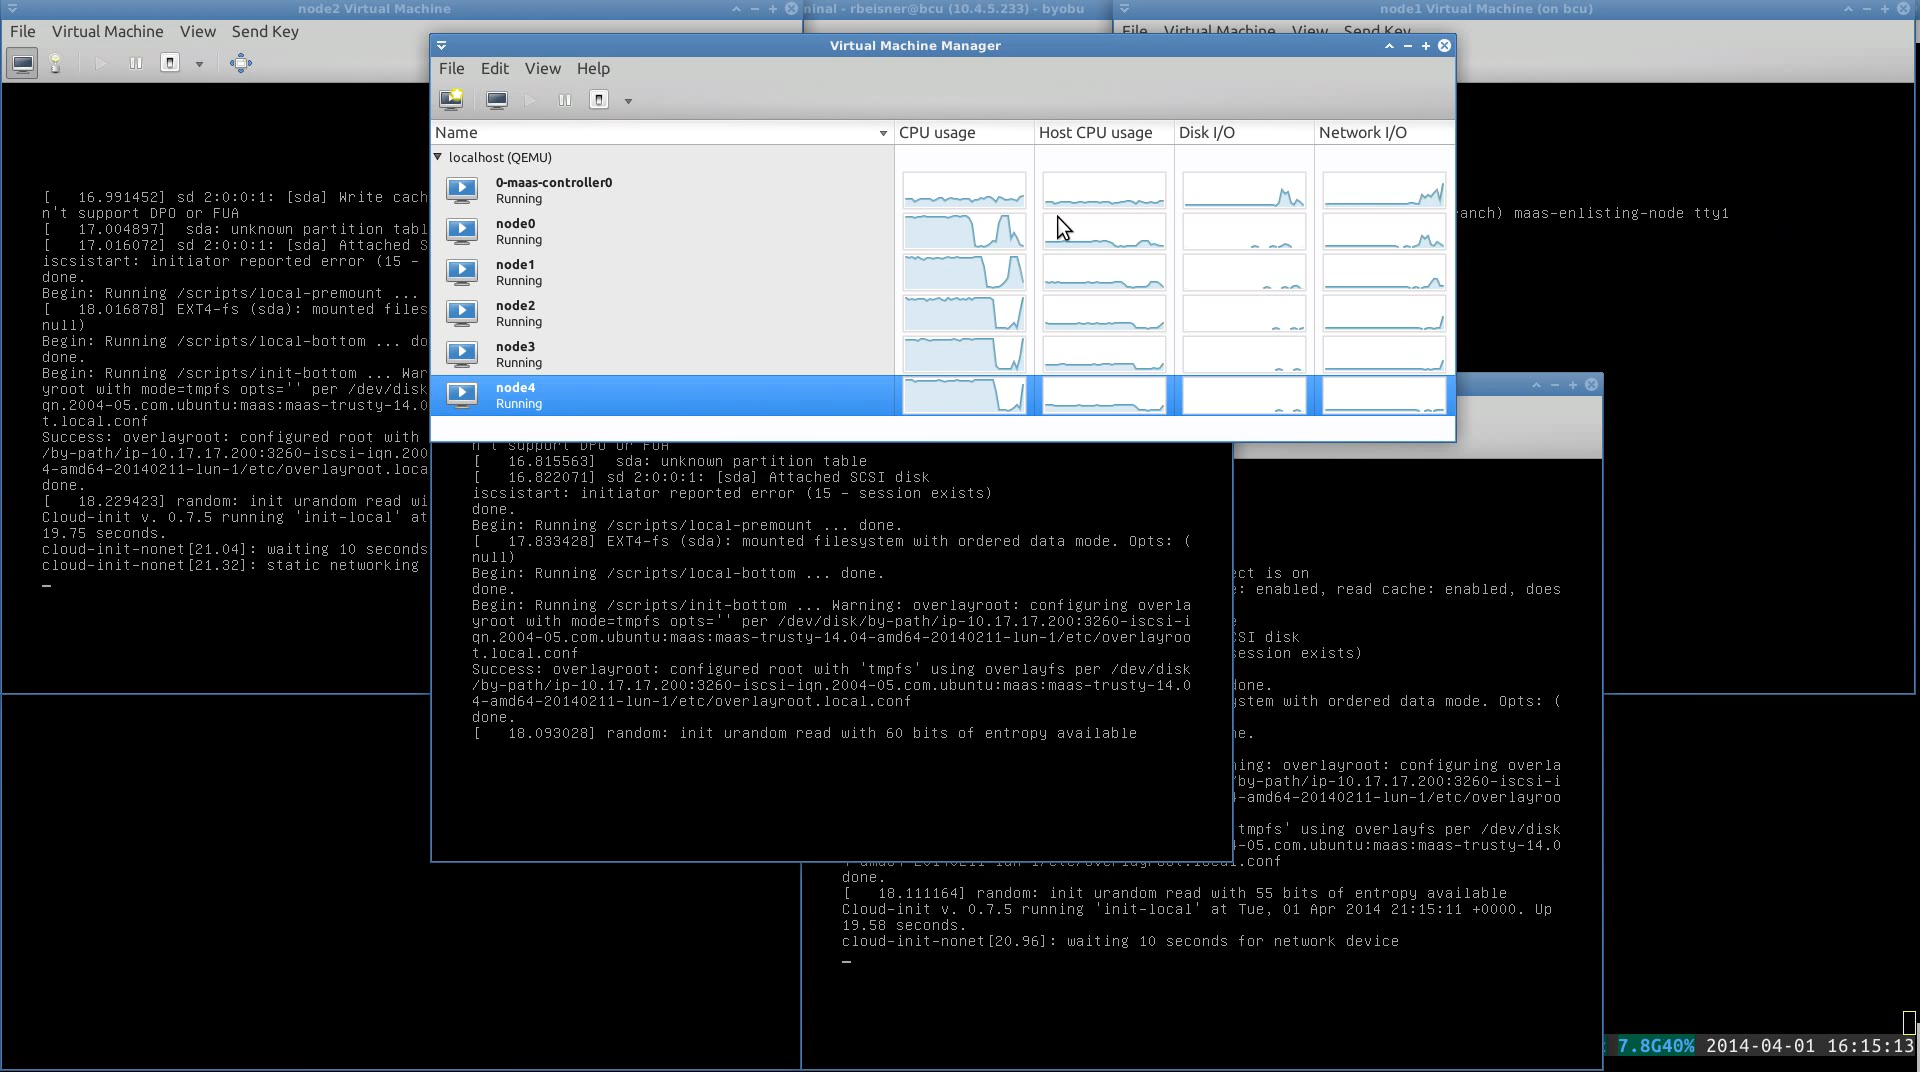 node2 Virtual Machine
File Virtual Machine View Send Key
minal - rbeisner@bcu (10.4.5.233) - byobu
node1 Virtual Machine (on bcu)
File Virtual Machine View Send Key
ranch) maas-enlisting-node tty1
Virtual Machine Manager
File Edit View Help
Name CPU usage Host CPU usage Disk I/O Network I/O
localhost (QEMU)
0-maas-controller0
Running
node0
Running
node1
Running
node2
Running
node3
Running
node4
Running
[   16.991452] sd 2:0:0:1: [sda] Write cach
n't support DPO or FUA
[   17.004897]  sda: unknown partition tabl
[   17.016072] sd 2:0:0:1: [sda] Attached S
iscsistart: initiator reported error (15 -
done.
Begin: Running /scripts/local-premount ...
[   18.016878] EXT4-fs (sda): mounted files
null)
Begin: Running /scripts/local-bottom ... do
done.
Begin: Running /scripts/init-bottom ... War
yroot with mode=tmpfs opts='' per /dev/disk
qn.2004-05.com.ubuntu:maas:maas-trusty-14.0
t.local.conf
Success: overlayroot: configured root with
/by-path/ip-10.17.17.200:3260-iscsi-iqn.200
4-amd64-20140211-lun-1/etc/overlayroot.loca
done.
[   18.229423] random: init urandom read wi
Cloud-init v. 0.7.5 running 'init-local' at
19.75 seconds.
cloud-init-nonet[21.04]: waiting 10 seconds
cloud-init-nonet[21.32]: static networking
n't support DPO or FUA
[   16.815563]  sda: unknown partition table
[   16.822071] sd 2:0:0:1: [sda] Attached SCSI disk
iscsistart: initiator reported error (15 - session exists)
done.
Begin: Running /scripts/local-premount ... done.
[   17.833428] EXT4-fs (sda): mounted filesystem with ordered data mode. Opts: (
null)
Begin: Running /scripts/local-bottom ... done.
done.
Begin: Running /scripts/init-bottom ... Warning: overlayroot: configuring overla
yroot with mode=tmpfs opts='' per /dev/disk/by-path/ip-10.17.17.200:3260-iscsi-i
qn.2004-05.com.ubuntu:maas:maas-trusty-14.04-amd64-20140211-lun-1/etc/overlayroo
t.local.conf
Success: overlayroot: configured root with 'tmpfs' using overlayfs per /dev/disk
/by-path/ip-10.17.17.200:3260-iscsi-iqn.2004-05.com.ubuntu:maas:maas-trusty-14.0
4-amd64-20140211-lun-1/etc/overlayroot.local.conf
done.
[   18.093028] random: init urandom read with 60 bits of entropy available
ect is on
: enabled, read cache: enabled, does
SI disk
ession exists)
done.
stem with ordered data mode. Opts: (
ne.
ning: overlayroot: configuring overla
/by-path/ip-10.17.17.200:3260-iscsi-i
-amd64-20140211-lun-1/etc/overlayroo
tmpfs' using overlayfs per /dev/disk
4-05.com.ubuntu:maas:maas-trusty-14.0
4-amd64-20140211-lun-1/etc/overlayroot.local.conf
done.
[   18.111164] random: init urandom read with 55 bits of entropy available
Cloud-init v. 0.7.5 running 'init-local' at Tue, 01 Apr 2014 21:15:11 +0000. Up
19.58 seconds.
cloud-init-nonet[20.96]: waiting 10 seconds for network device
7.8G40% 2014-04-01 16:15:13